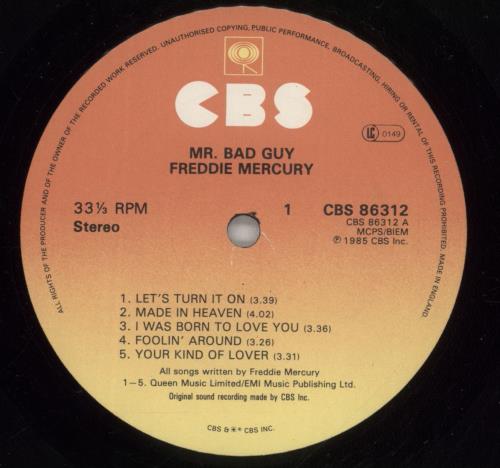 ALL RIGHTS OF THE PRODUCER AND OF THE OWNER OF THE RECORDED WORK RESERVED. UNAUTHORISED COPYING, PUBLIC PERFORMANCE, BROADCASTING, HIRING OR RENTAL OF THIS RECORDING PROHIBITED. MADE IN ENGLAND.
CBS
LC 0149
MR. BAD GUY
FREDDIE MERCURY
33⅓ RPM 1 CBS 86312
Stereo CBS 86312 A
MCPS/BIEM
℗ 1985 CBS Inc.
1. LET'S TURN IT ON (3.39)
2. MADE IN HEAVEN (4.02)
3. I WAS BORN TO LOVE YOU (3.36)
4. FOOLIN' AROUND (3.26)
5. YOUR KIND OF LOVER (3.31)
All songs written by Freddie Mercury
1—5. Queen Music Limited/EMI Music Publishing Ltd.
Original sound recording made by CBS Inc.
CBS & ® CBS INC.